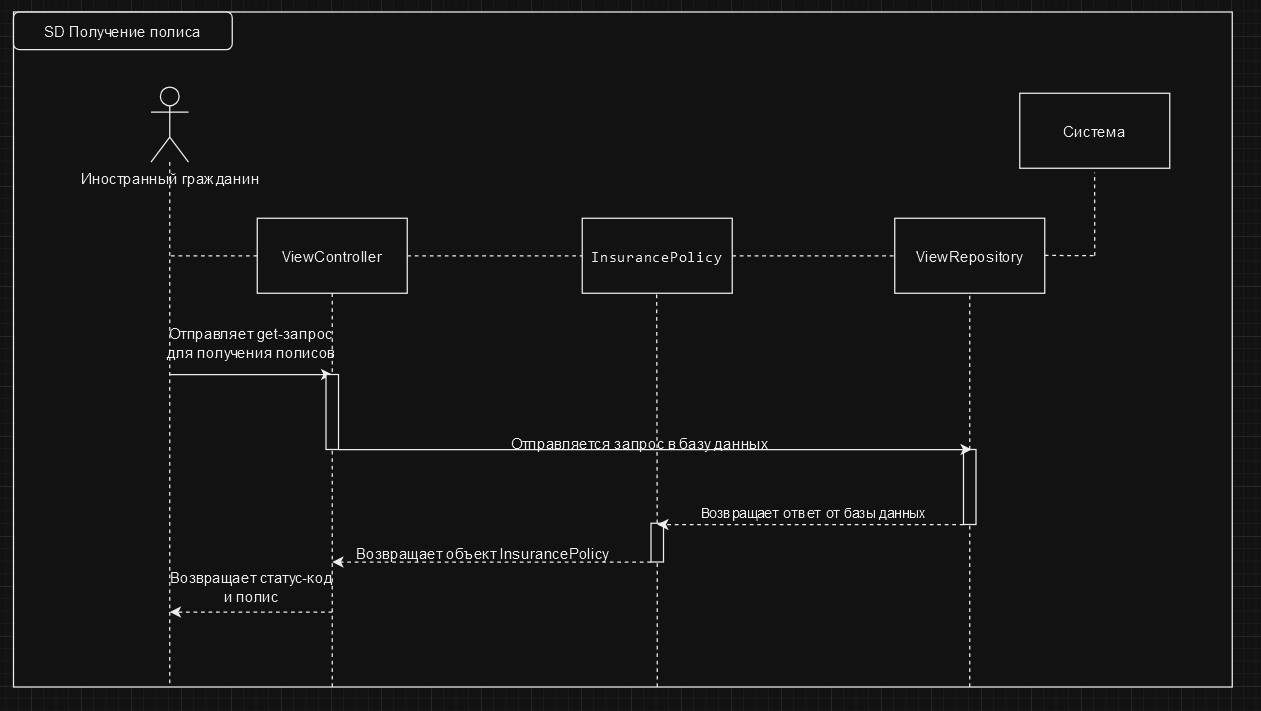 SD Получение полиса
Система
Иностранный гражданин
ViewController
InsurancePolicy
ViewRepository
Отправляет get-запрос
для получения полисов
Отправляется запрос в базу данных
Возвращает ответ от базы данных
Возвращает объект InsurancePolicy
Возвращает статус-код
и полис